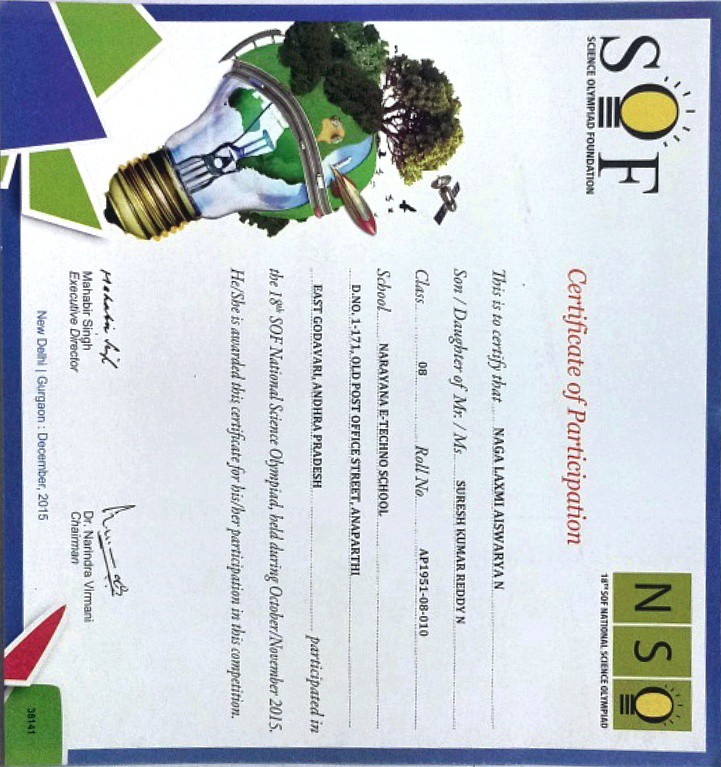 SOF
SCIENCE OLYMPIAD FOUNDATION
NSO
18TH SOF NATIONAL SCIENCE OLYMPIAD
Certificate of Participation
This is to certify that NAGA LAXMI AISWARYA N
Son / Daughter of Mr. / Ms. SURESH KUMAR REDDY N
Class 08 Roll No AP1951-08-010
School NARAYANA E-TECHNO SCHOOL
D.NO. 1-171, OLD POST OFFICE STREET, ANAPARTHI
EAST GODAVARI, ANDHRA PRADESH participated in
the 18th SOF National Science Olympiad, held during October/November 2015.
He/She is awarded this certificate for his/her participation in this competition.
Mahabir Singh
Mahabir Singh
Executive Director
Dr. Narindra Virmani
Chairman
New Delhi | Gurgaon : December, 2015
38141